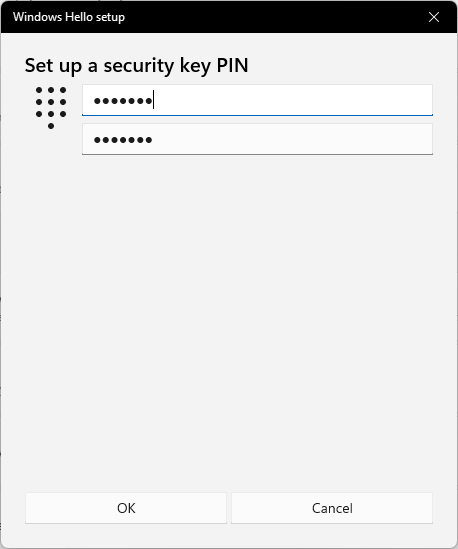 Windows Hello setup
Set up a security key PIN
●●●●●●●
●●●●●●●
OK
Cancel